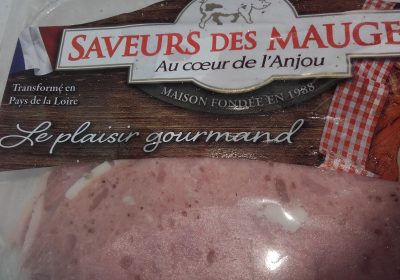 SAVEURS DES MAUGE
Au cœur de l'Anjou
MAISON FONDÉE EN 1988
Transformé en
Pays de la Loire
Le plaisir gourmand